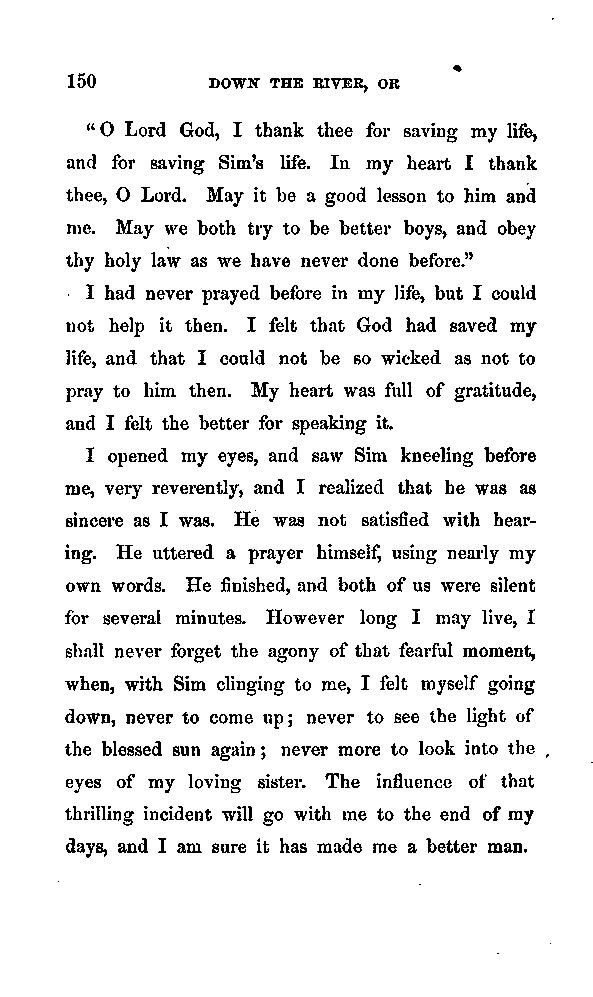 150 DOWN THE RIVER, OR
“O Lord God, I thank thee for saving my life,
and for saving Sim’s life. In my heart I thank
thee, O Lord. May it be a good lesson to him and
me. May we both try to be better boys, and obey
thy holy law as we have never done before.”
I had never prayed before in my life, but I could
not help it then. I felt that God had saved my
life, and that I could not be so wicked as not to
pray to him then. My heart was full of gratitude,
and I felt the better for speaking it.
I opened my eyes, and saw Sim kneeling before
me, very reverently, and I realized that he was as
sincere as I was. He was not satisfied with hear-
ing. He uttered a prayer himself, using nearly my
own words. He finished, and both of us were silent
for several minutes. However long I may live, I
shall never forget the agony of that fearful moment,
when, with Sim clinging to me, I felt myself going
down, never to come up; never to see the light of
the blessed sun again; never more to look into the
eyes of my loving sister. The influence of that
thrilling incident will go with me to the end of my
days, and I am sure it has made me a better man.